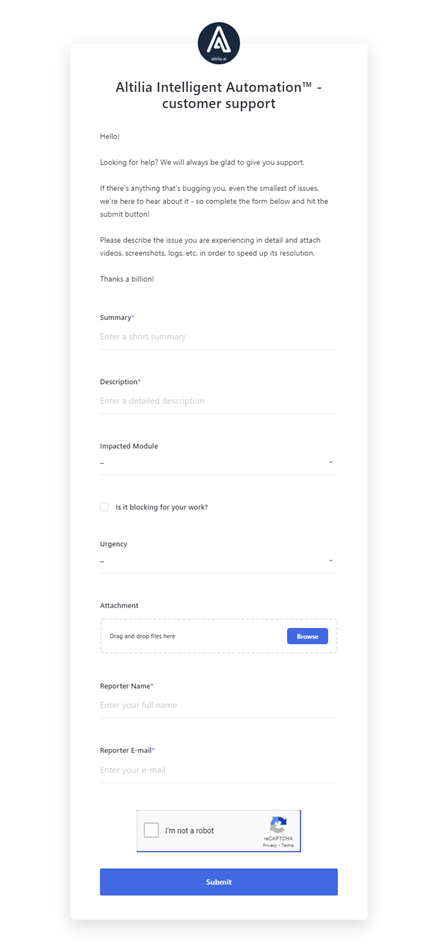 altilia.ai
Altilia Intelligent Automation™ -
customer support
Hello!
Looking for help? We will always be glad to give you support.
If there's anything that's bugging you, even the smallest of issues,
we're here to hear about it - so complete the form below and hit the
submit button!
Please describe the issue you are experiencing in detail and attach
videos, screenshots, logs, etc, in order to speed up its resolution.
Thanks a billion!
Summary*
Enter a short summary
Description*
Enter a detailed description
Impacted Module
–
Is it blocking for your work?
Urgency
–
Attachment
Drag and drop files here
Browse
Reporter Name*
Enter your full name
Reporter E-mail*
Enter your e-mail
I'm not a robot
reCAPTCHA
Privacy - Terms
Submit